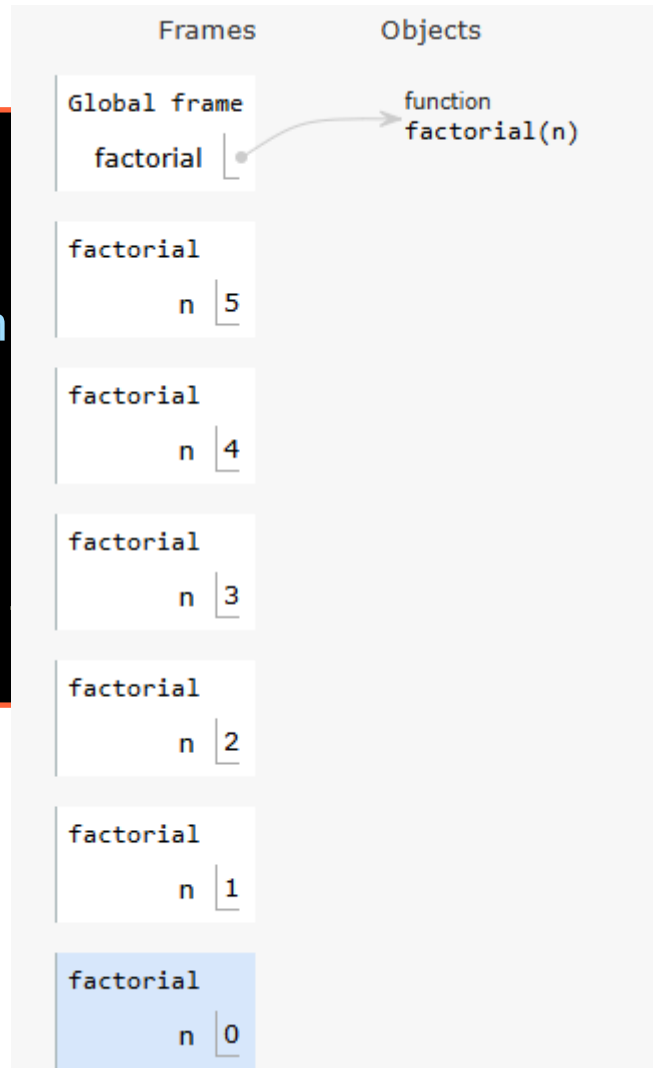 Frames Objects
Global frame
factorial
function
factorial(n)
factorial
n 5
factorial
n 4
factorial
n 3
factorial
n 2
factorial
n 1
factorial
n 0